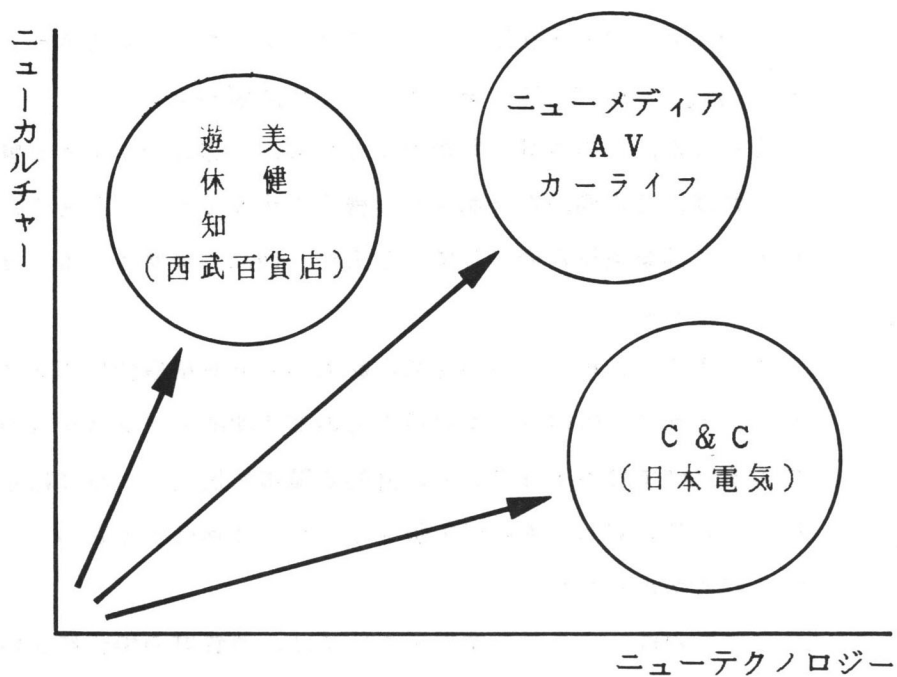 ニューカルチャー
遊 美
休 健
知
(西武百貨店)
ニューメディア
AV
カーライフ
C&C
(日本電気)
ニューテクノロジー